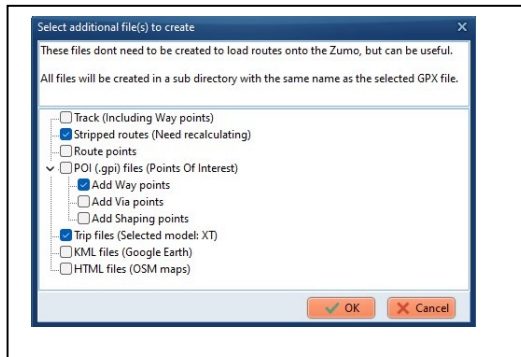 Select additional file(s) to create
These files dont need to be created to load routes onto the Zumo, but can be useful.
All files will be created in a sub directory with the same name as the selected GPX file.
Track (Including Way points)
Stripped routes (Need recalculating)
Route points
POI (.gpi) files (Points Of Interest)
Add Way points
Add Via points
Add Shaping points
Trip files (Selected model: XT)
KML files (Google Earth)
HTML files (OSM maps)
OK Cancel